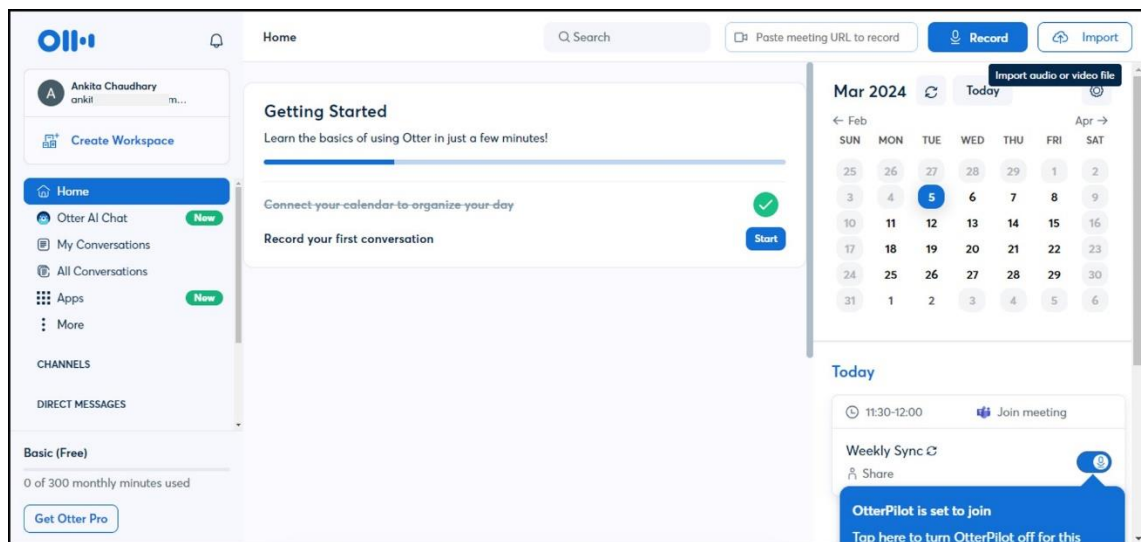 Ankita Chaudhary
ankit m...
Create Workspace
Home
Otter AI Chat New
My Conversations
All Conversations
Apps New
More
CHANNELS
DIRECT MESSAGES
Basic (Free)
0 of 300 monthly minutes used
Get Otter Pro
Home
Search
Paste meeting URL to record
Record
Import
Import audio or video file
Getting Started
Learn the basics of using Otter in just a few minutes!
Connect your calendar to organize your day
Record your first conversation Start
Mar 2024 Today
← Feb Apr →
SUN MON TUE WED THU FRI SAT
25 26 27 28 29 1 2
3 4 5 6 7 8 9
10 11 12 13 14 15 16
17 18 19 20 21 22 23
24 25 26 27 28 29 30
31 1 2 3 4 5 6
Today
11:30-12:00 Join meeting
Weekly Sync
Share
OtterPilot is set to join
Tap here to turn OtterPilot off for this